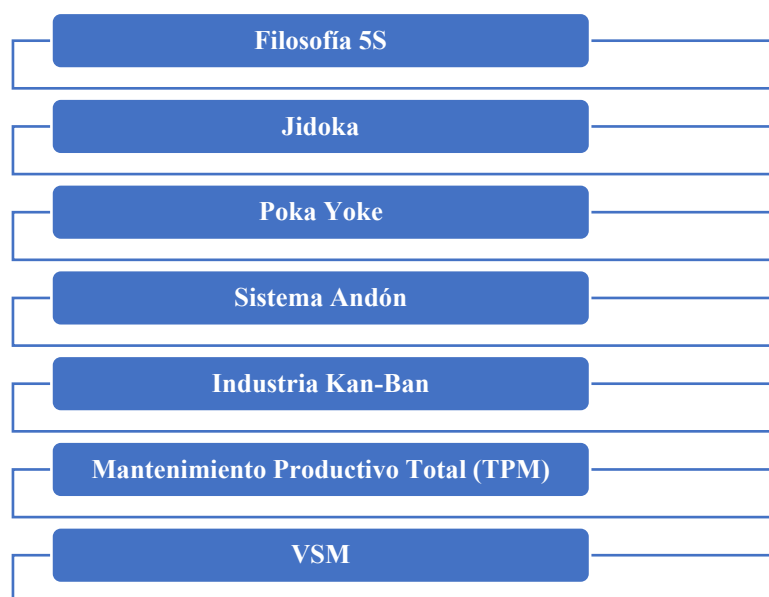 Filosofía 5S
Jidoka
Poka Yoke
Sistema Andón
Industria Kan-Ban
Mantenimiento Productivo Total (TPM)
VSM